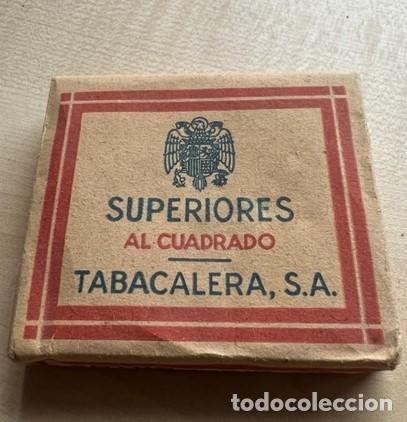 SUPERIORES
AL CUADRADO
TABACALERA, S.A.
todocoleccion